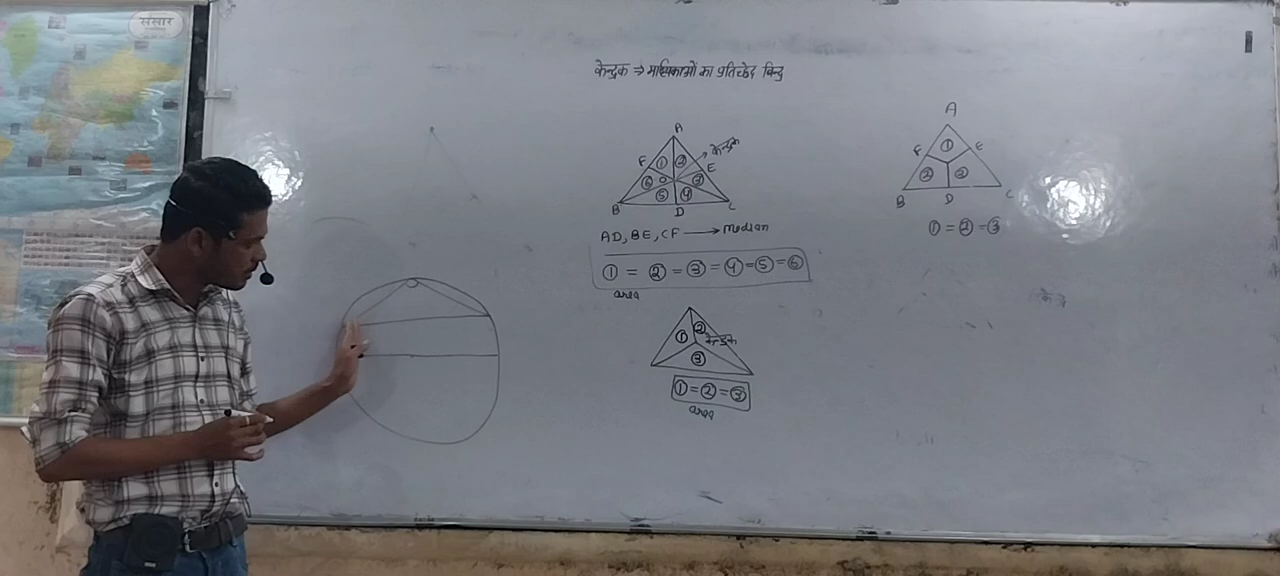 संसार
केन्द्रक ⇒ माध्यिकाओं का प्रतिच्छेद बिन्दु
A
केन्द्रक
F ① ② E
⑥ O ③
⑤ ④
B D C
AD, BE, CF → Median
① = ② = ③ = ④ = ⑤ = ⑥
area
① ② केन्द्रक
③
① = ② = ③
area
A
F ① E
② ②
B D C
① = ② = ③